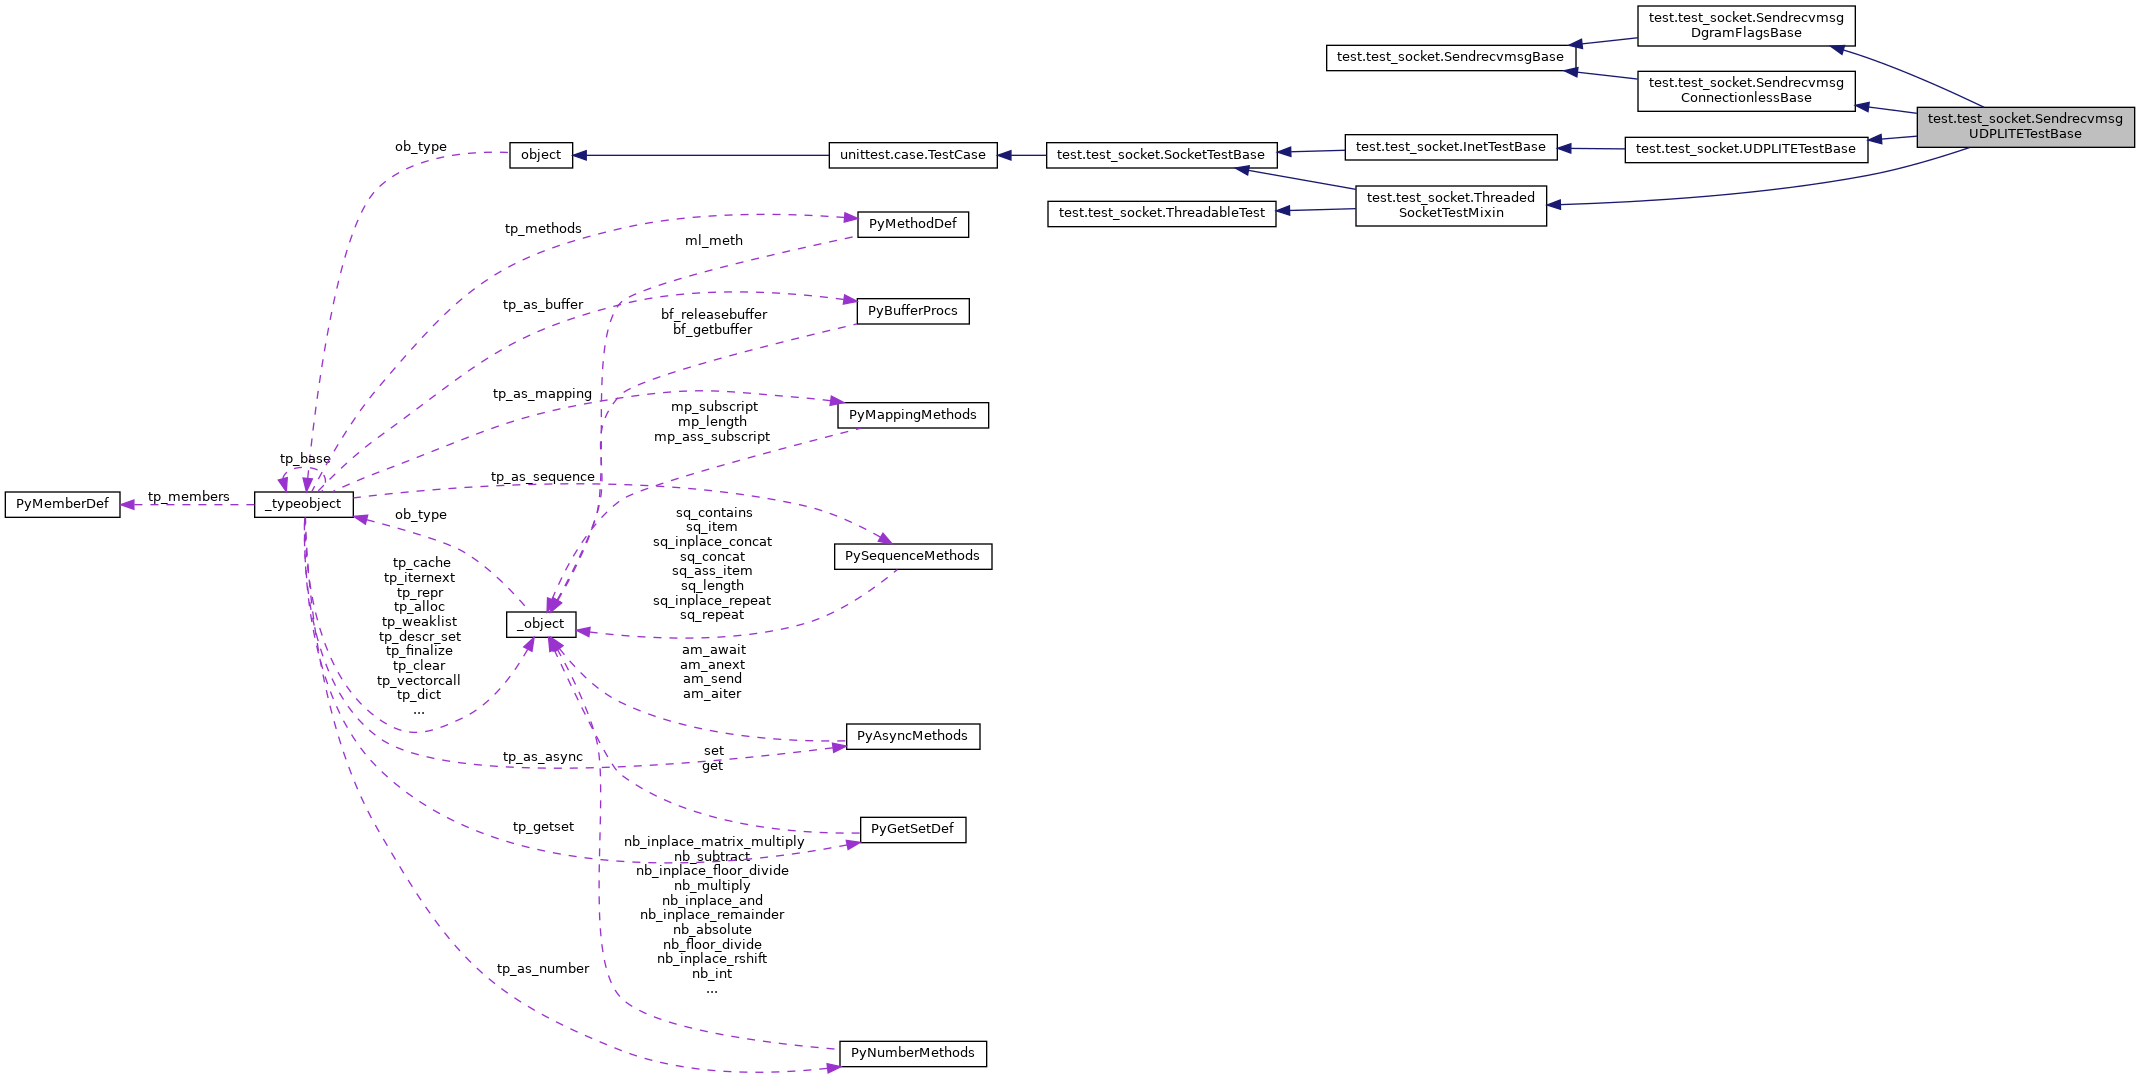 test.test_socket.Sendrecvmsg
DgramFlagsBase
test.test_socket.SendrecvmsgBase
test.test_socket.Sendrecvmsg
ConnectionlessBase
test.test_socket.Sendrecvmsg
UDPLITETestBase
ob_type
object
unittest.case.TestCase
test.test_socket.SocketTestBase
test.test_socket.InetTestBase
test.test_socket.UDPLITETestBase
test.test_socket.ThreadableTest
test.test_socket.Threaded
SocketTestMixin
tp_methods
ml_meth
PyMethodDef
tp_as_buffer
bf_releasebuffer
bf_getbuffer
PyBufferProcs
tp_as_mapping
mp_subscript
mp_length
mp_ass_subscript
PyMappingMethods
tp_base
tp_as_sequence
PyMemberDef
tp_members
_typeobject
ob_type
sq_contains
sq_item
sq_inplace_concat
sq_concat
sq_ass_item
sq_length
sq_inplace_repeat
sq_repeat
PySequenceMethods
tp_cache
tp_iternext
tp_repr
tp_alloc
tp_weaklist
tp_descr_set
tp_finalize
tp_clear
tp_vectorcall
tp_dict
...
_object
am_await
am_anext
am_send
am_aiter
PyAsyncMethods
tp_as_async
set
get
tp_getset
PyGetSetDef
nb_inplace_matrix_multiply
nb_subtract
nb_inplace_floor_divide
nb_multiply
nb_inplace_and
nb_inplace_remainder
nb_absolute
nb_floor_divide
nb_inplace_rshift
nb_int
...
tp_as_number
PyNumberMethods